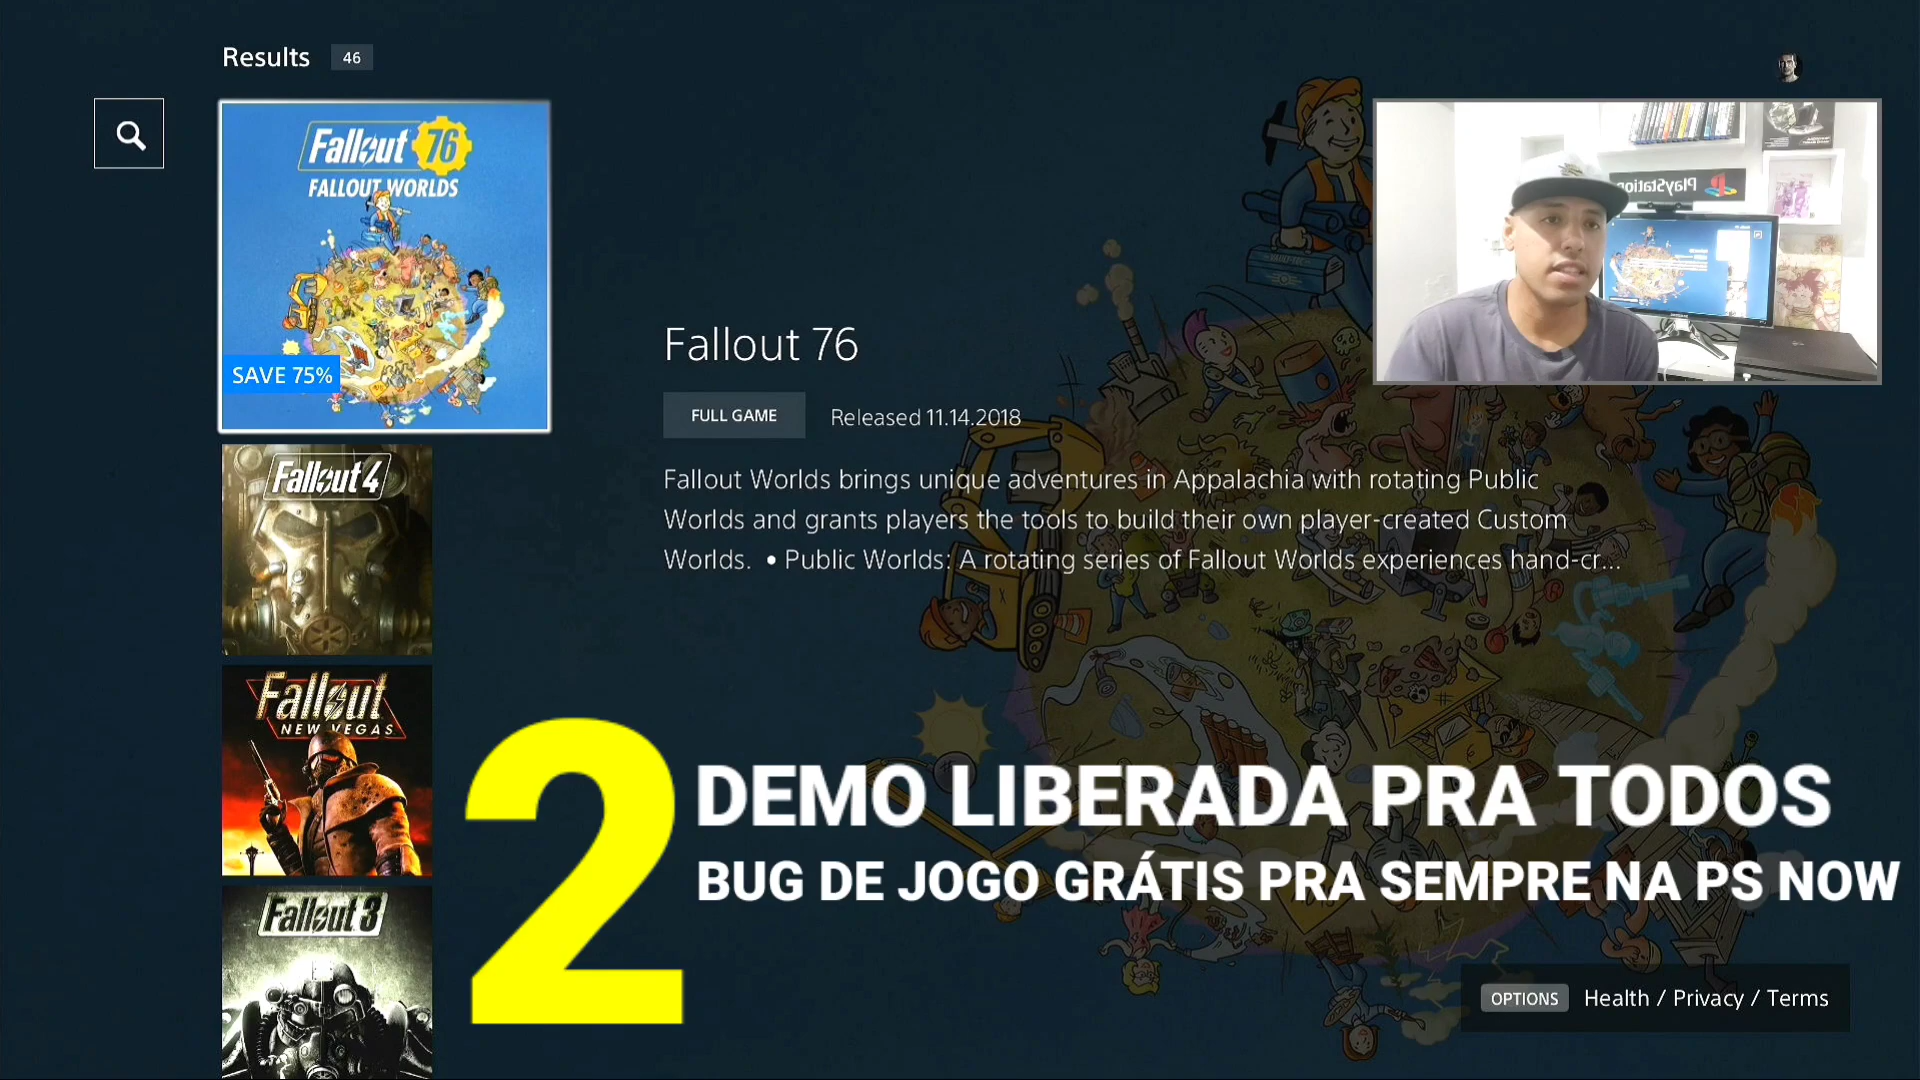 Results 46
Fallout 76
FALLOUT WORLDS
SAVE 75%
Fallout 4
Fallout
NEW VEGAS
Fallout 3
PlayStation
Fallout 76
FULL GAME Released 11.14.2018
Fallout Worlds brings unique adventures in Appalachia with rotating Public
Worlds and grants players the tools to build their own player-created Custom
Worlds. • Public Worlds: A rotating series of Fallout Worlds experiences hand-cr...
2
DEMO LIBERADA PRA TODOS
BUG DE JOGO GRÁTIS PRA SEMPRE NA PS NOW
OPTIONS Health / Privacy / Terms